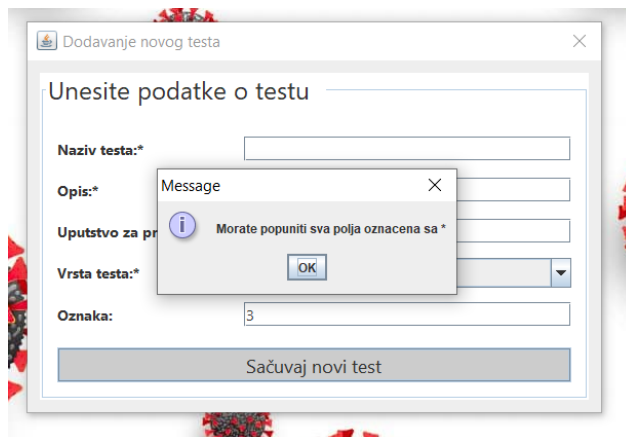 Dodavanje novog testa
Unesite podatke o testu
Naziv testa:*
Opis:*
Uputstvo za
Vrsta testa:*
Oznaka:
3
Sačuvaj novi test
Message
Morate popuniti sva polja oznacena sa *
OK